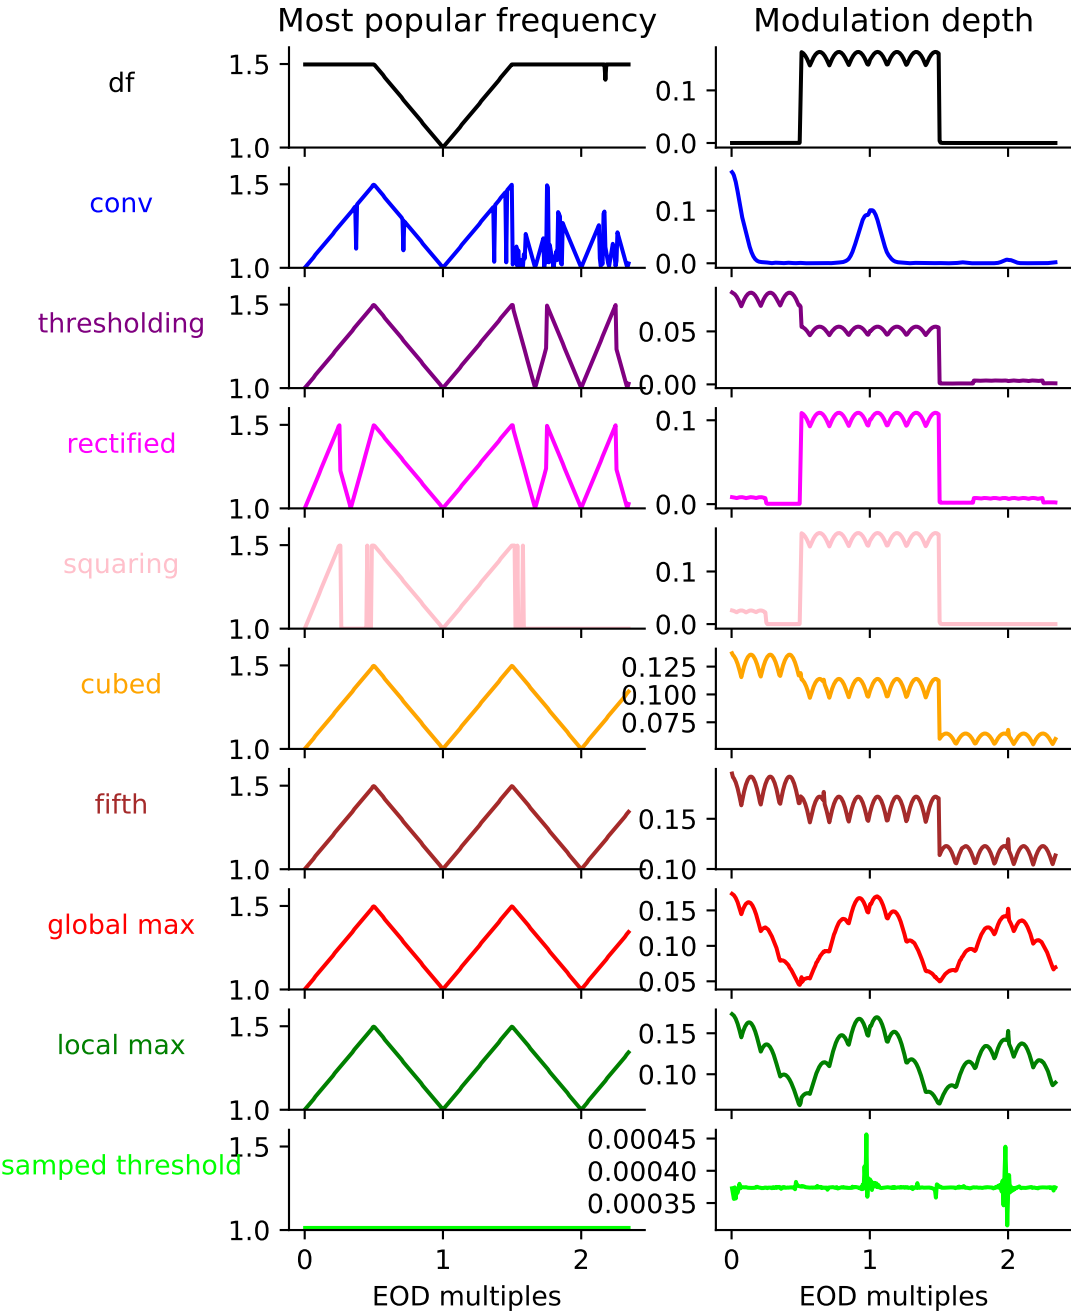 Most popular frequency Modulation depth
df 1.5 1.0 0.1 0.0
conv 1.5 1.0 0.1 0.0
thresholding 1.5 1.0 0.05 0.00
rectified 1.5 1.0 0.1 0.0
squaring 1.5 1.0 0.1 0.0
cubed 1.5 1.0 0.125 0.100 0.075
fifth 1.5 1.0 0.15 0.10
global max 1.5 1.0 0.15 0.10 0.05
local max 1.5 1.0 0.15 0.10
samped threshold 1.5 1.0 0.00045 0.00040 0.00035
0 1 2 0 1 2
EOD multiples EOD multiples